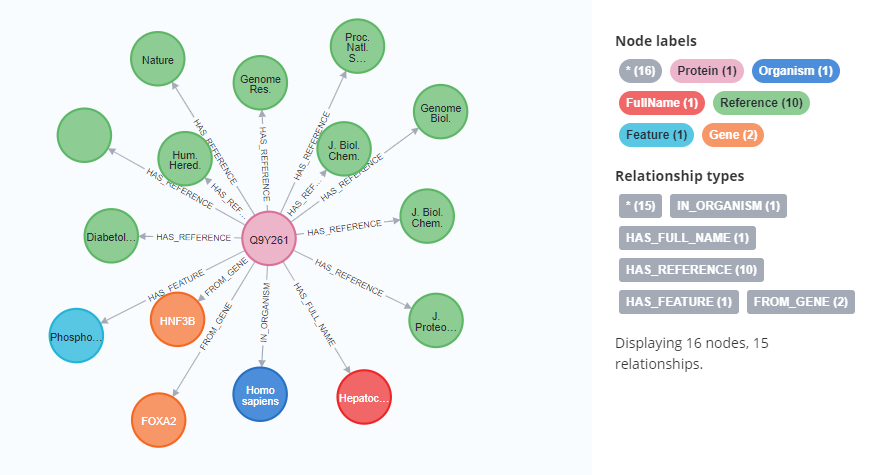 Proc.
Natl.
S...
Nature
Genome
Res.
Genome
Biol.
Hum.
Hered.
J. Biol.
Chem.
J. Biol.
Chem.
Diabetol...
Q9Y261
J.
Proteo...
Phospho...
HNF3B
FOXA2
Homo
sapiens
Hepatoc...
HAS_REFERENCE
HAS_REFERENCE
HAS_REFERENCE
HAS_REFERENCE
HAS_REFERENCE
HAS_REF...
HAS_REF...
HAS_REFERENCE
HAS_REFERENCE
HAS_REFERENCE
HAS_FEATURE
FROM_GENE
FROM_GENE
IN_ORGANISM
HAS_FULL_NAME
Node labels
* (16) Protein (1) Organism (1)
FullName (1) Reference (10)
Feature (1) Gene (2)
Relationship types
* (15) IN_ORGANISM (1)
HAS_FULL_NAME (1)
HAS_REFERENCE (10)
HAS_FEATURE (1) FROM_GENE (2)
Displaying 16 nodes, 15
relationships.